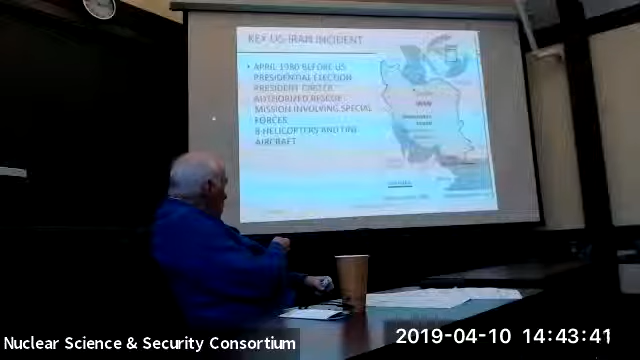 KEY US-IRAN INCIDENT
• APRIL 1980 BEFORE US
PRESIDENTIAL ELECTION
PRESIDENT CARTER
AUTHORIZED RESCUE
MISSION INVOLVING SPECIAL
FORCES
8 HELICOPTERS AND
AIRCRAFT
IRAN
Nuclear Science & Security Consortium
2019-04-10 14:43:41